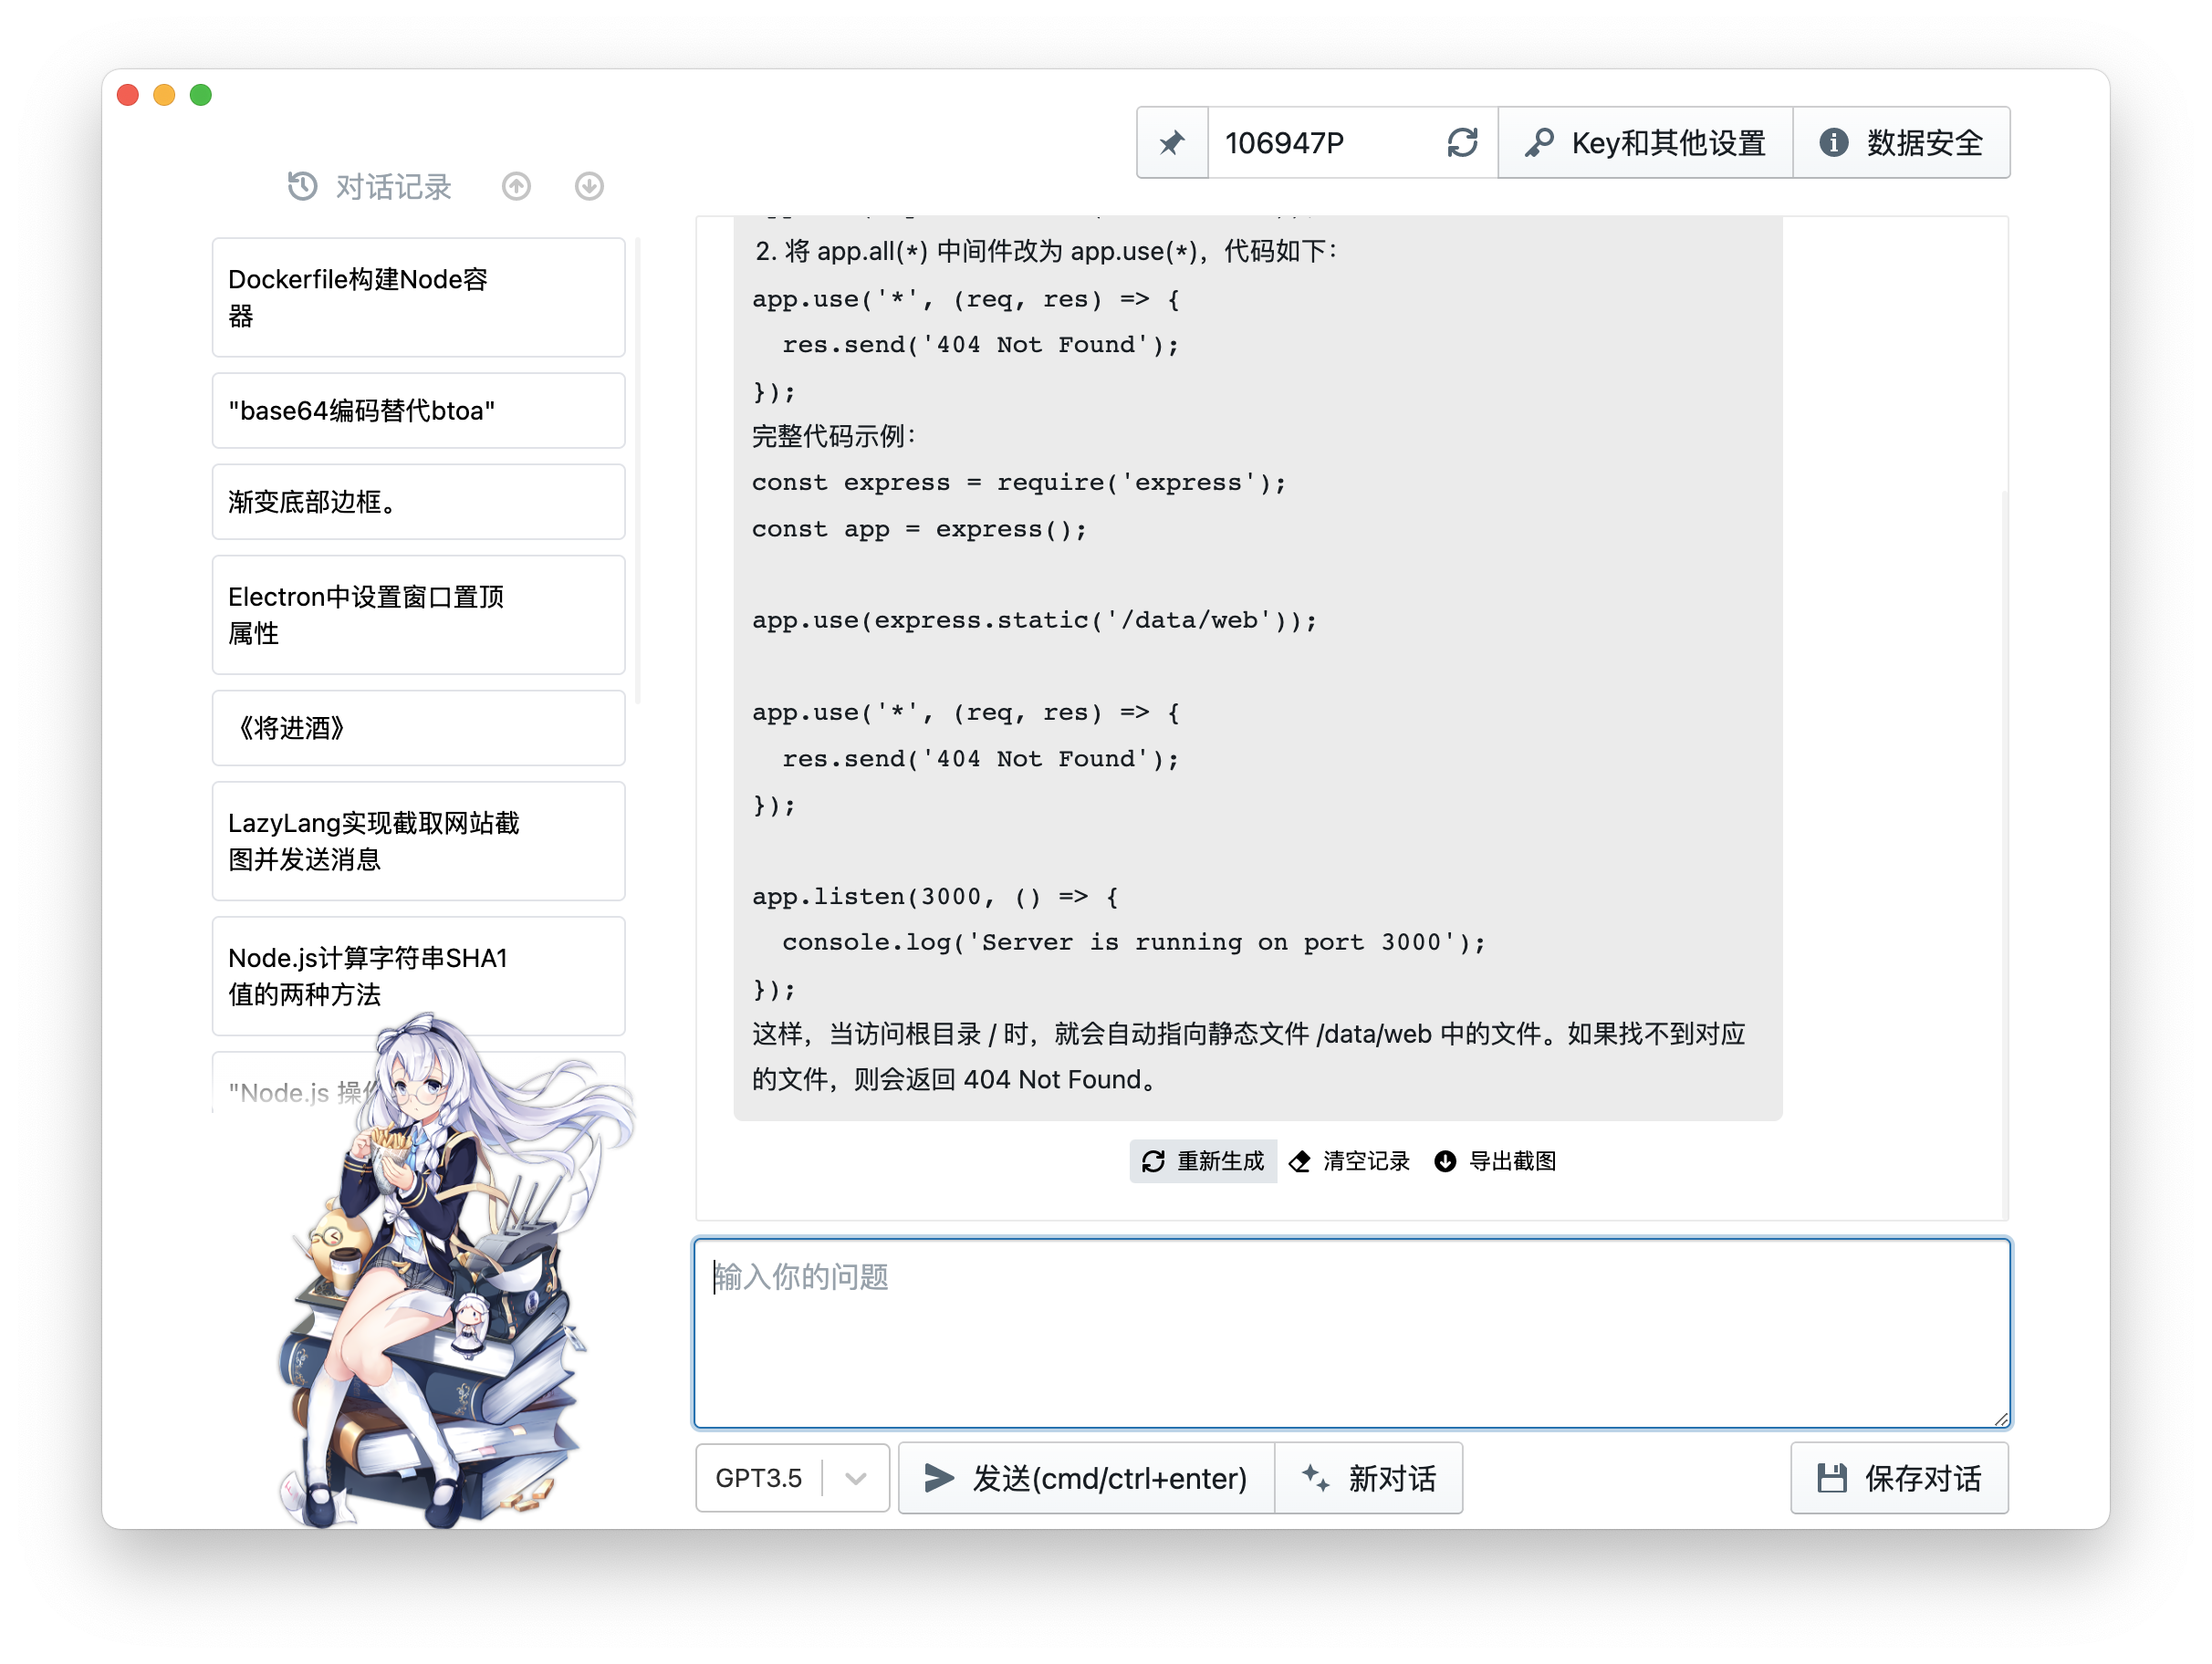 106947P
Key和其他设置
数据安全
对话记录
Dockerfile构建Node容
器
"base64编码替代btoa"
渐变底部边框。
Electron中设置窗口置顶
属性
《将进酒》
LazyLang实现截取网站截
图并发送消息
Node.js计算字符串SHA1
值的两种方法
"Node.js 操作
2. 将 app.all(*) 中间件改为 app.use(*)，代码如下：
app.use('*', (req, res) => {
  res.send('404 Not Found');
});
完整代码示例：
const express = require('express');
const app = express();
app.use(express.static('/data/web'));
app.use('*', (req, res) => {
  res.send('404 Not Found');
});
app.listen(3000, () => {
  console.log('Server is running on port 3000');
});
这样，当访问根目录 / 时，就会自动指向静态文件 /data/web 中的文件。如果找不到对应
的文件，则会返回 404 Not Found。
重新生成
清空记录
导出截图
输入你的问题
GPT3.5
发送(cmd/ctrl+enter)
新对话
保存对话